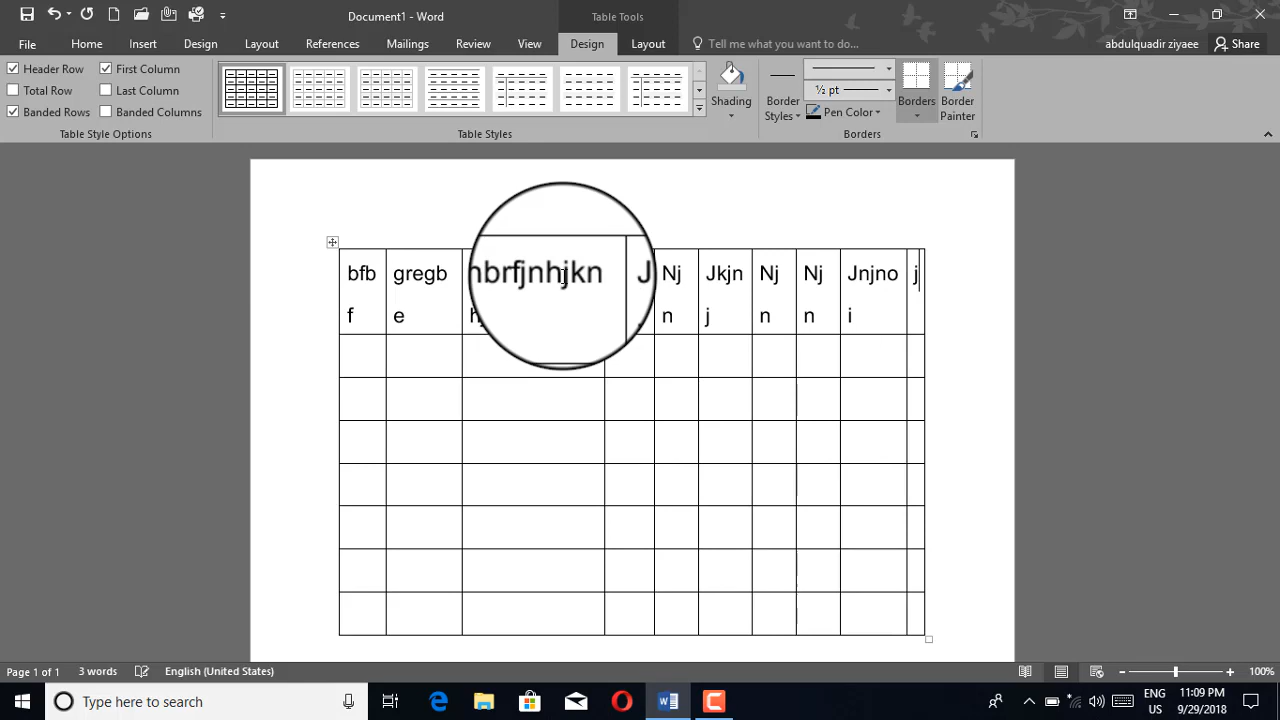 Document1 - Word
Table Tools
File
Home
Insert
Design
Layout
References
Mailings
Review
View
Design
Layout
Tell me what you want to do...
abdulquadir ziyaee
Share
Header Row
First Column
Total Row
Last Column
Banded Rows
Banded Columns
Table Style Options
Table Styles
Shading
Border Styles
½ pt
Pen Color
Borders
Border Painter
Borders
bfb
f
gregb
e
hbrfjnhjkn
J
Nj
n
Jkjn
j
Nj
n
Nj
n
Jnjno
i
j
Page 1 of 1
3 words
English (United States)
100%
Type here to search
ENG
US
11:09 PM
9/29/2018